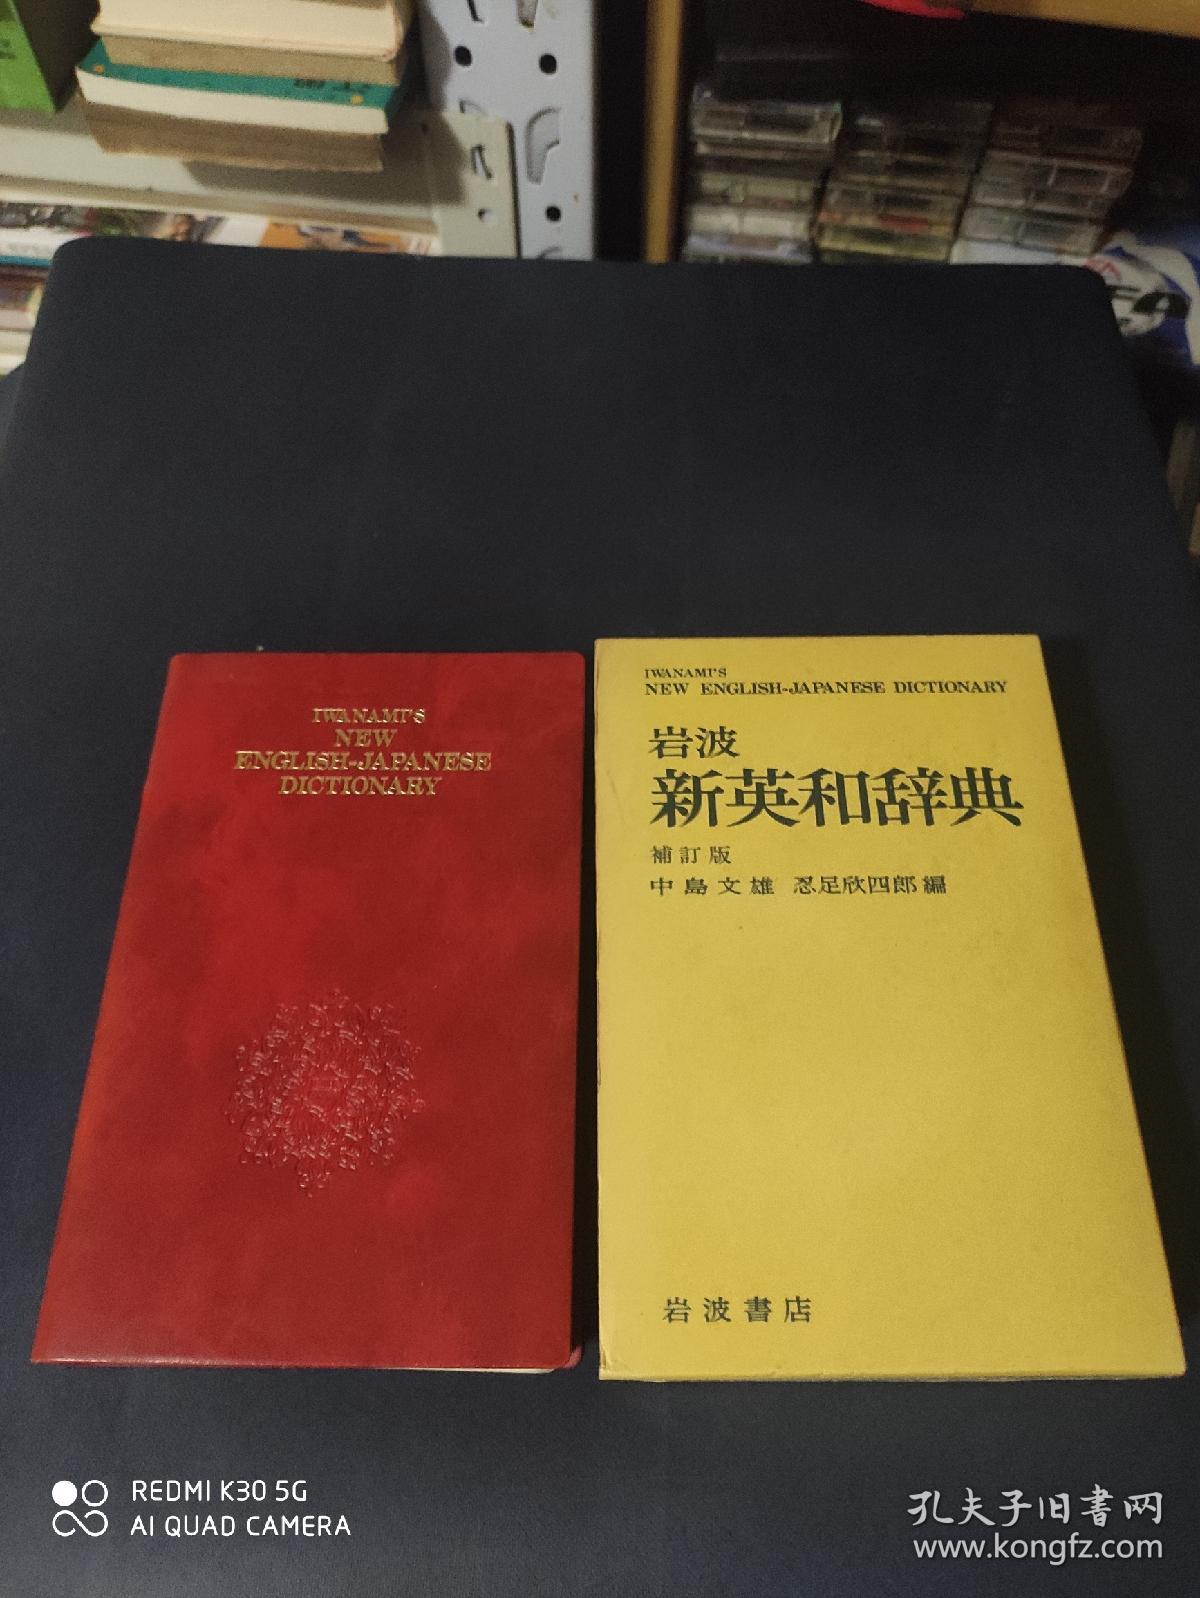 IWANAMI'S
NEW
ENGLISH-JAPANESE
DICTIONARY
IWANAMI'S
NEW ENGLISH-JAPANESE DICTIONARY
岩波
新英和辞典
補訂版
中島文雄 忍足欣四郎編
岩波書店
REDMI K30 5G
AI QUAD CAMERA
孔夫子旧書网
www.kongfz.com